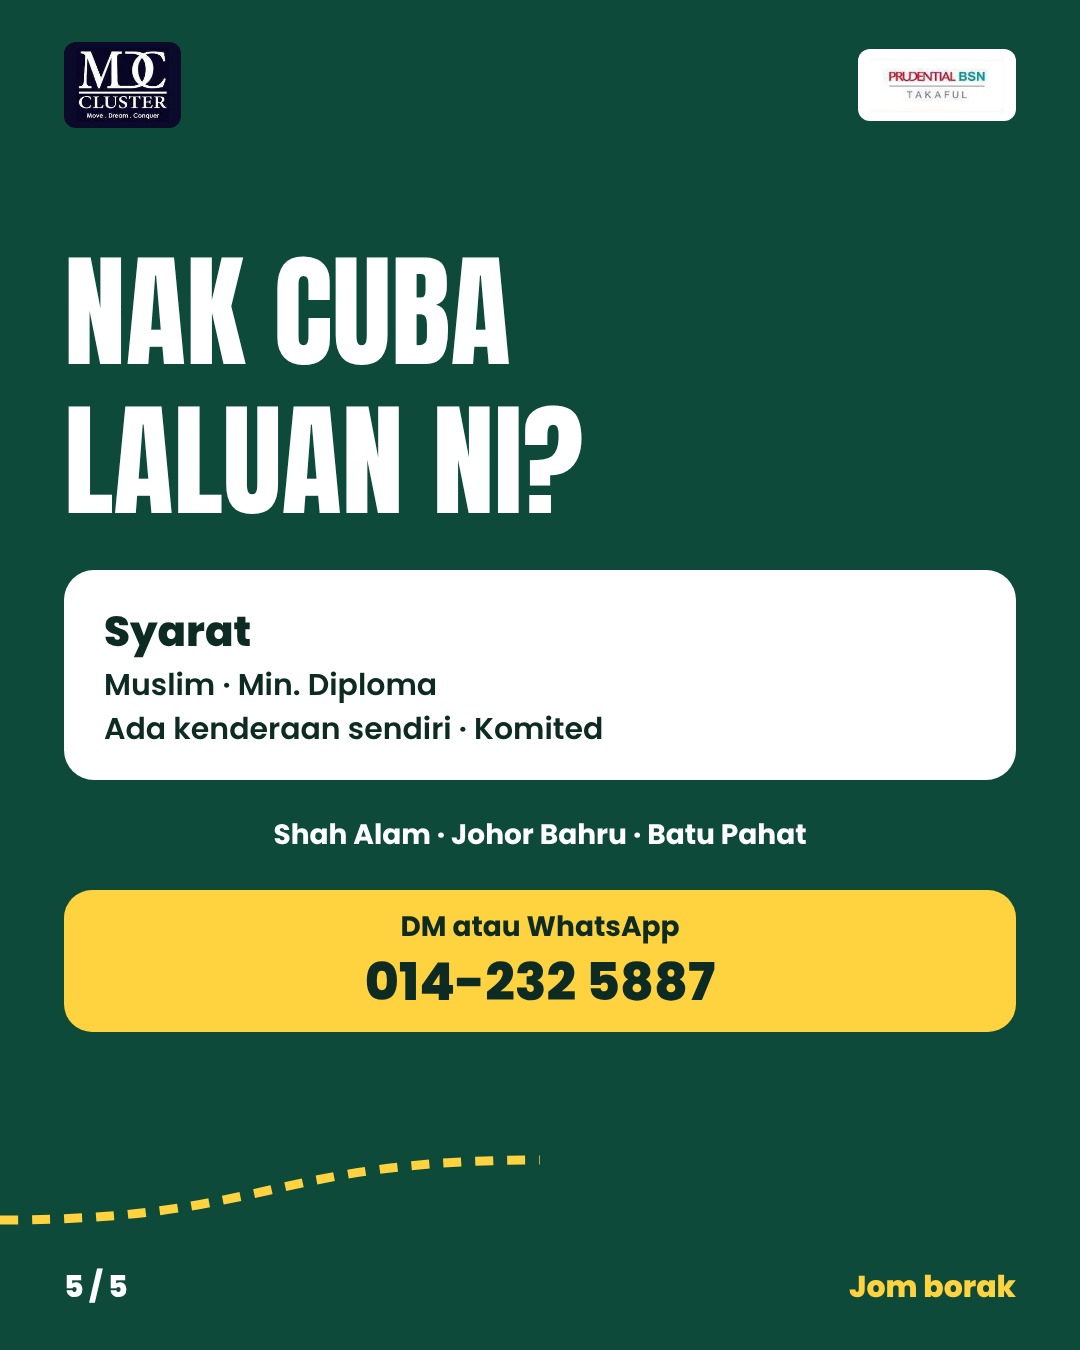 MDC
CLUSTER
Move . Dream . Conquer
PRUDENTIAL BSN
TAKAFUL
NAK CUBA
LALUAN NI?
Syarat
Muslim · Min. Diploma
Ada kenderaan sendiri · Komited
Shah Alam · Johor Bahru · Batu Pahat
DM atau WhatsApp
014-232 5887
5 / 5
Jom borak